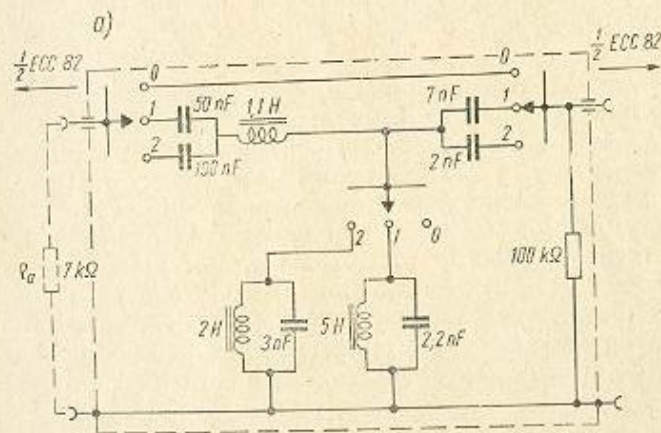 a)
½ ECC 82
½ ECC 82
0
0
1
50 nF
1,1 H
7 nF
1
2
100 nF
2 nF
2
2
1
0
Rₐ
7 kΩ
100 kΩ
2 H
3 nF
5 H
2,2 nF